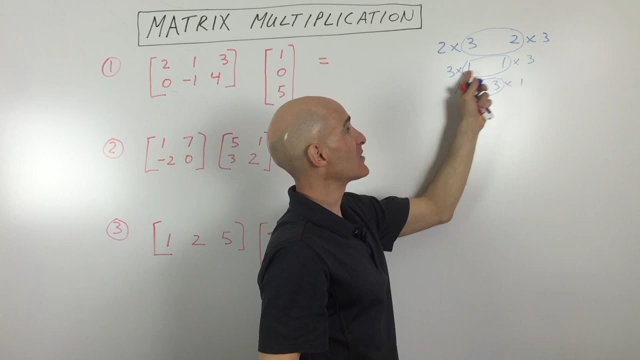 MATRIX MULTIPLICATION
2 x 3 2 x 3
3 x 1 1 x 3
3 x 1
① [2 1 3 [1 =
0 -1 4] 0
5]
② [1 7 [5 1
-2 0] 3 2
③ [1 2 5] [